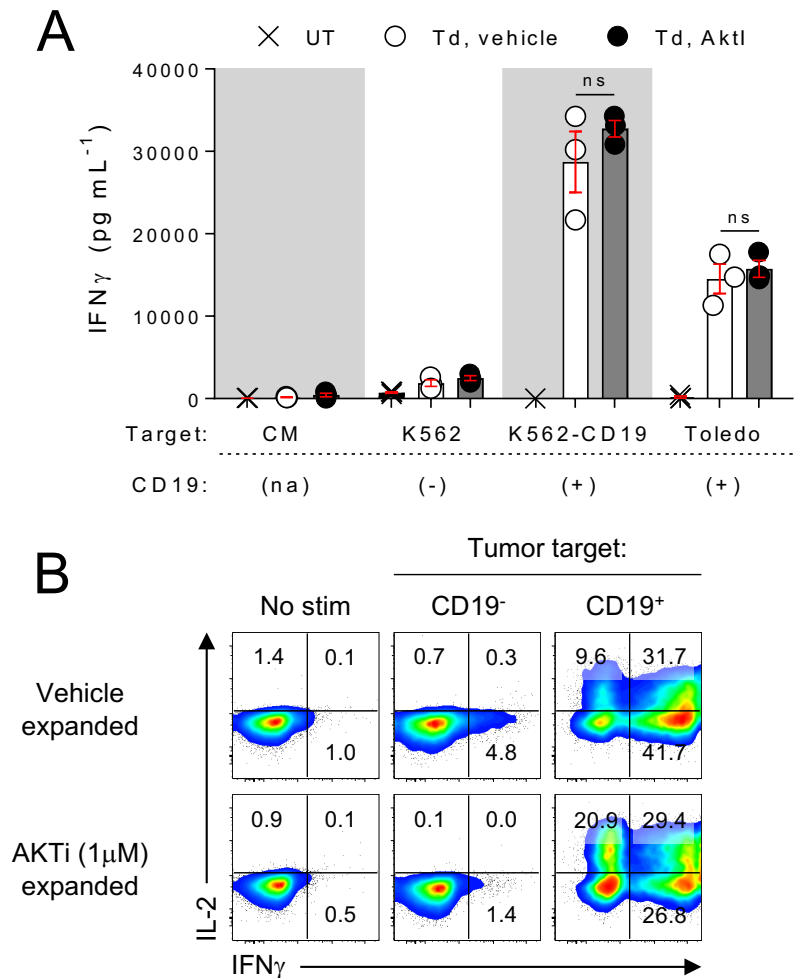 A
UT Td, vehicle Td, AktI
IFNγ (pg mL⁻¹)
40000
30000
20000
10000
0
ns
ns
Target: CM K562 K562-CD19 Toledo
CD19: (na) (-) (+) (+)
B
Tumor target:
No stim CD19⁻ CD19⁺
Vehicle
expanded
1.4 0.1 0.7 0.3 9.6 31.7
1.0 4.8 41.7
AKTi (1μM)
expanded
0.9 0.1 0.1 0.0 20.9 29.4
0.5 1.4 26.8
IL-2
IFNγ